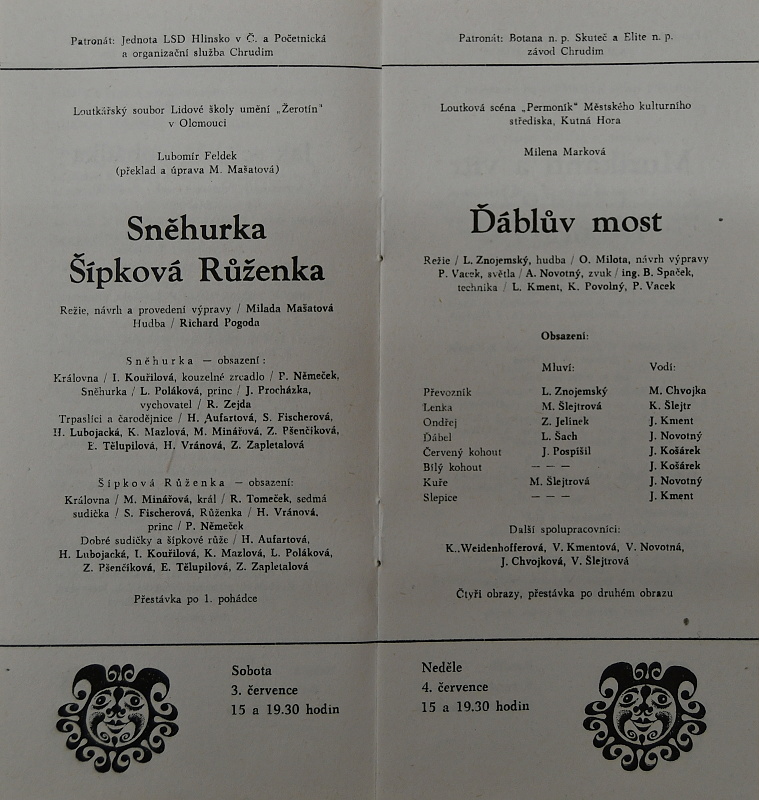 Patronát: Jednota LSD Hlinsko v Č. a Početnická
a organizační služba Chrudim
Loutkářský soubor Lidové školy umění „Žerotín"
v Olomouci
Lubomír Feldek
(překlad a úprava M. Mašatová)
Sněhurka
Šípková Růženka
Režie, návrh a provedení výpravy / Milada Mašatová
Hudba / Richard Pogoda
Sněhurka — obsazení:
Královna / I. Kouřilová, kouzelné zrcadlo / P. Němeček,
Sněhurka / L. Poláková, princ / J. Procházka,
vychovatel / R. Zejda
Trpaslíci a čarodějnice / H. Aufartová, S. Fischerová,
H. Lubojacká, K. Mazlová, M. Minářová, Z. Pšenčíková,
E. Tělupilová, H. Vránová, Z. Zapletalová
Šípková Růženka — obsazení:
Královna / M. Minářová, král / R. Tomeček, sedmá
sudička / S. Fischerová, Růženka / H. Vránová,
princ / P. Němeček
Dobré sudičky a šípkové růže / H. Aufartová,
H. Lubojacká, I. Kouřilová, K. Mazlová, L. Poláková,
Z. Pšenčíková, E. Tělupilová, Z. Zapletalová
Přestávka po 1. pohádce
Sobota
3. července
15 a 19.30 hodin
Patronát: Botana n. p. Skuteč a Elite n. p.
závod Chrudim
Loutková scéna „Permoník" Městského kulturního
střediska, Kutná Hora
Milena Marková
Ďáblův most
Režie / L. Znojemský, hudba / O. Milota, návrh výpravy
P. Vacek, světla / A. Novotný, zvuk / ing. B. Spaček,
technika / L. Kment, K. Povolný, P. Vacek
Obsazení:
Mluví: Vodí:
Převozník L. Znojemský M. Chvojka
Lenka M. Šlejtrová K. Šlejtr
Ondřej Z. Jelínek J. Kment
Ďábel L. Šach J. Novotný
Červený kohout J. Pospíšil J. Košárek
Bílý kohout — — — J. Košárek
Kuře M. Šlejtrová J. Novotný
Slepice — — — J. Kment
Další spolupracovníci:
K. Weidenhofferová, V. Kmentová, V. Novotná,
J. Chvojková, V. Šlejtrová
Čtyři obrazy, přestávka po druhém obrazu
Neděle
4. července
15 a 19.30 hodin